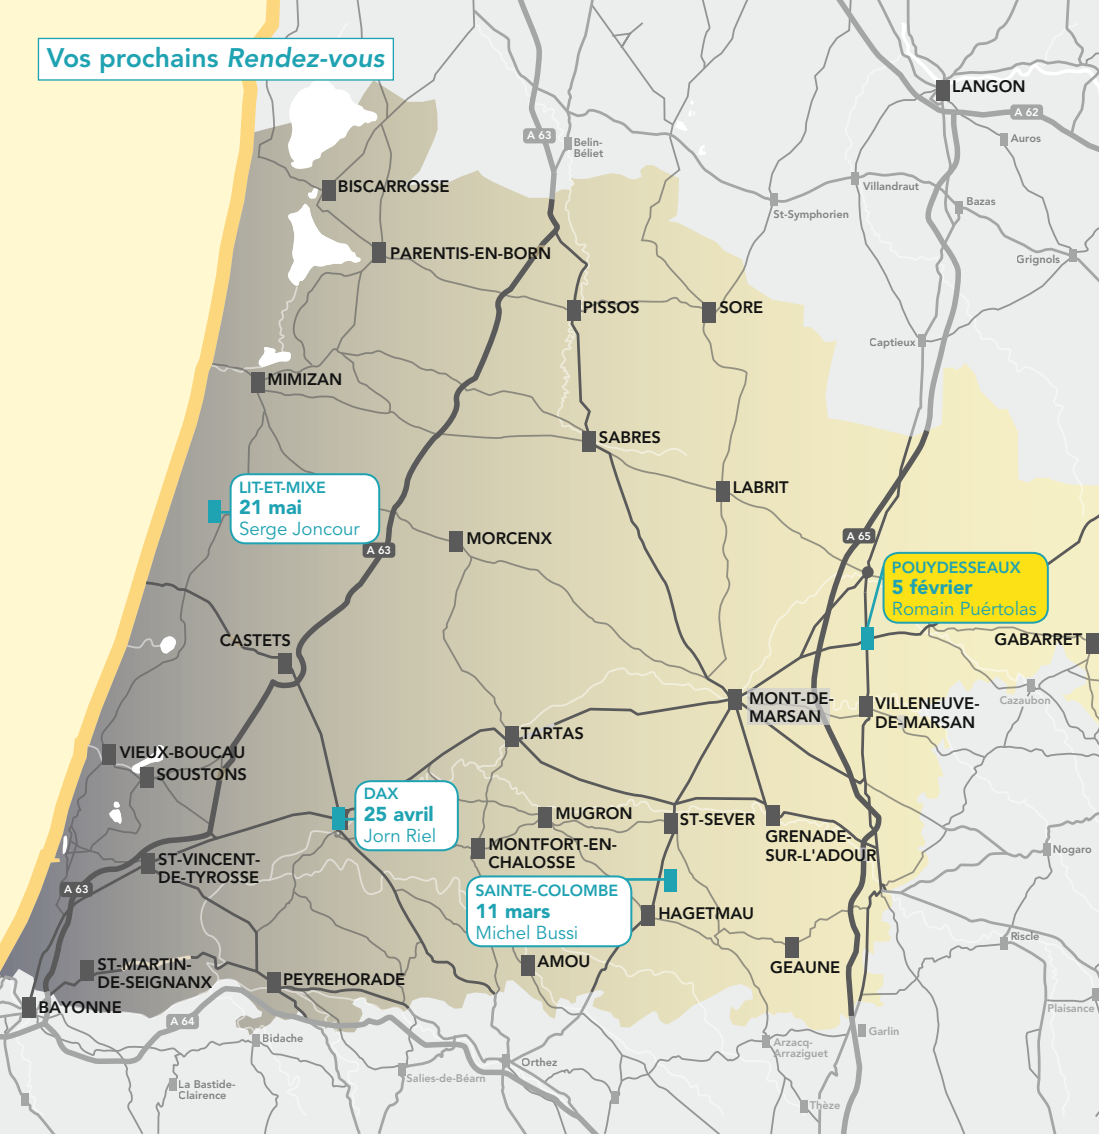 Vos prochains Rendez-vous
LANGON
A 62
A 63
Auros
Belin-
Béliet
BISCARROSSE
Villandraut
Bazas
St-Symphorien
PARENTIS-EN-BORN
Grignols
PISSOS
SORE
Captieux
MIMIZAN
SABRES
LIT-ET-MIXE
21 mai
Serge Joncour
LABRIT
A 63
MORCENX
A 65
POUYDESSEAUX
5 février
Romain Puértolas
CASTETS
GABARRET
MONT-DE-
MARSAN
Cazaubon
VILLENEUVE-
DE-MARSAN
TARTAS
VIEUX-BOUCAU
SOUSTONS
DAX
25 avril
Jorn Riel
MUGRON
ST-SEVER
GRENADE-
SUR-L'ADOUR
MONTFORT-EN-
CHALOSSE
Nogaro
ST-VINCENT-
DE-TYROSSE
A 63
SAINTE-COLOMBE
11 mars
Michel Bussi
HAGETMAU
Riscle
AMOU
GEAUNE
ST-MARTIN-
DE-SEIGNANX
PEYREHORADE
BAYONNE
Plaisance
A 64
Bidache
Garlin
Arzacq-
Arraziguet
Orthez
Salies-de-Béarn
La Bastide-
Clairence
Thèze